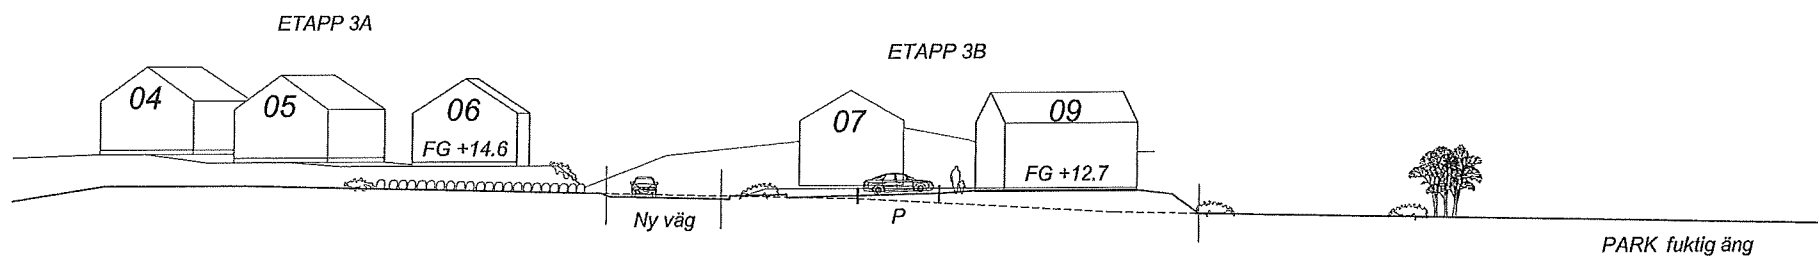 ETAPP 3A
ETAPP 3B
04
05
06
FG +14.6
07
09
FG +12.7
Ny väg
P
PARK fuktig äng